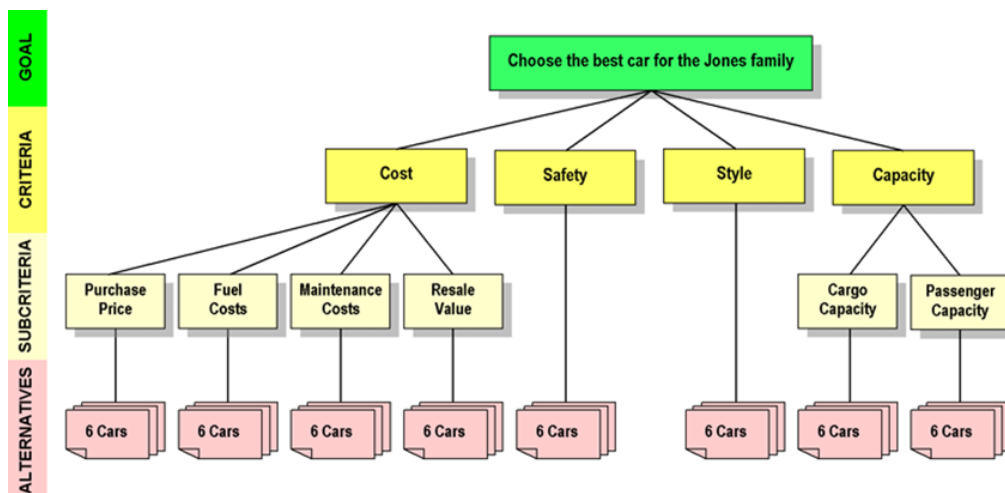 GOAL
Choose the best car for the Jones family
CRITERIA
Cost
Safety
Style
Capacity
SUBCRITERIA
Purchase
Price
Fuel
Costs
Maintenance
Costs
Resale
Value
Cargo
Capacity
Passenger
Capacity
ALTERNATIVES
6 Cars
6 Cars
6 Cars
6 Cars
6 Cars
6 Cars
6 Cars
6 Cars